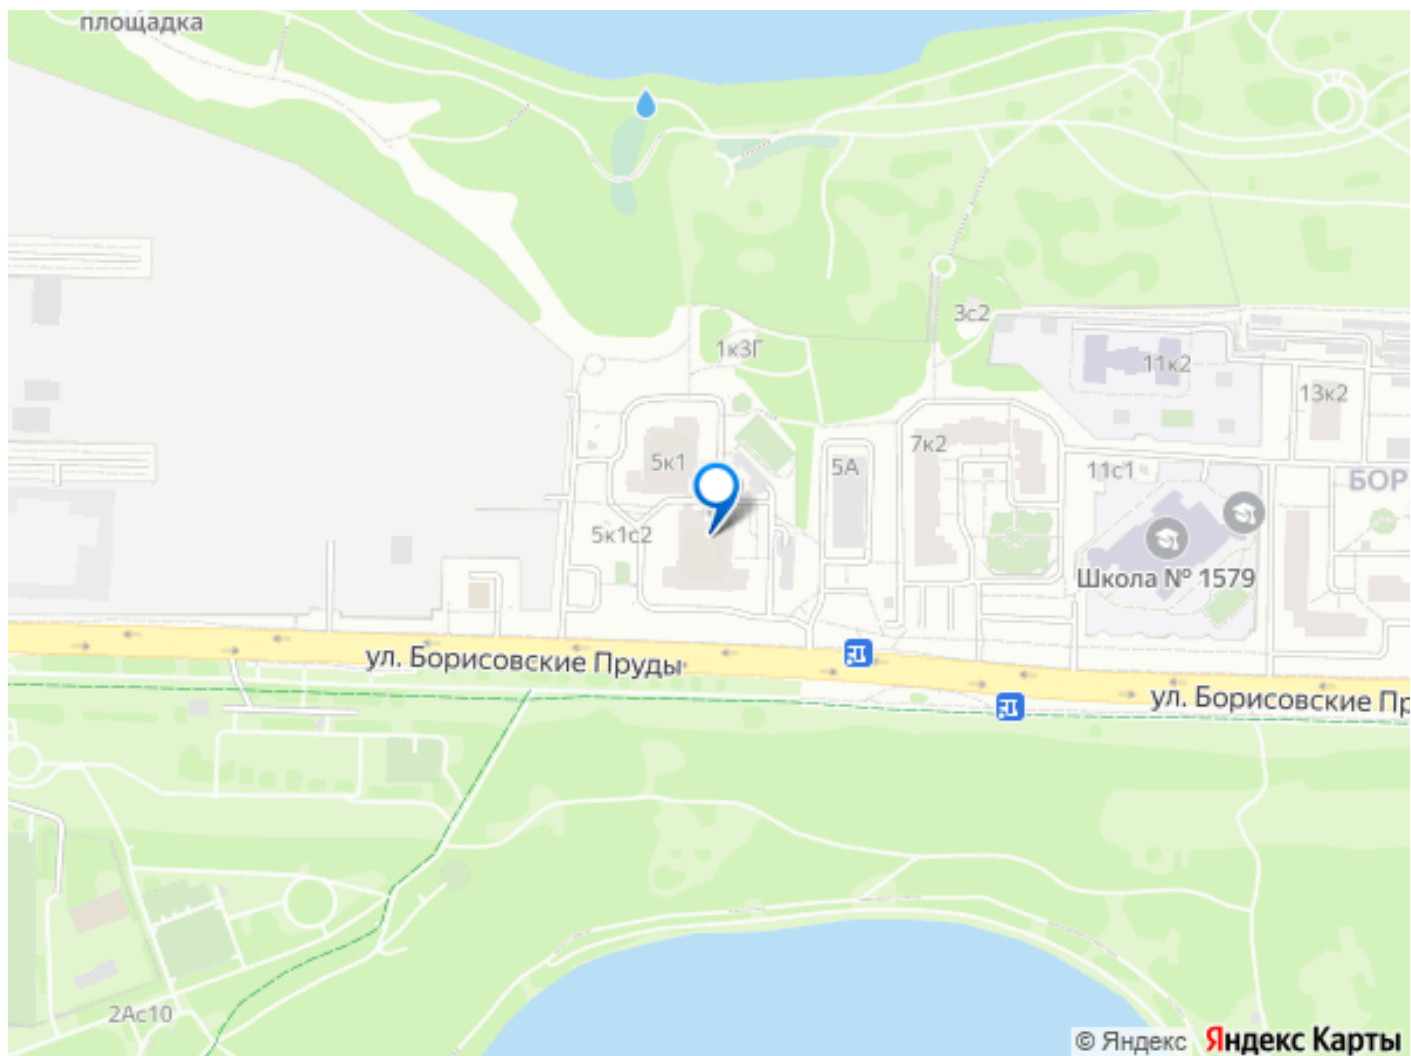 площадка
3с2
1к3Г
11к2
13к2
7к2
5к1
5А
11с1
БОР
5к1с2
Школа № 1579
ул. Борисовские Пруды
ул. Борисовские Пр
2Ас10
© Яндекс Яндекс Карты